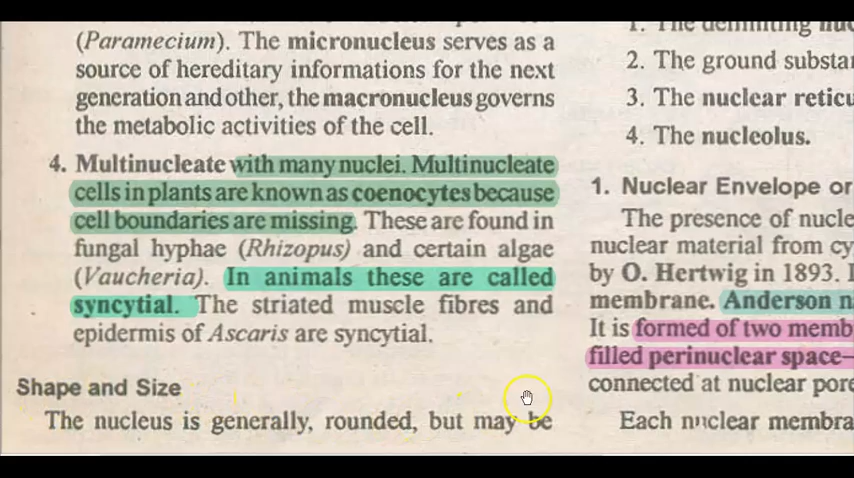 (Paramecium). The micronucleus serves as a
source of hereditary informations for the next
generation and other, the macronucleus governs
the metabolic activities of the cell.
4. Multinucleate with many nuclei. Multinucleate
cells in plants are known as coenocytes because
cell boundaries are missing. These are found in
fungal hyphae (Rhizopus) and certain algae
(Vaucheria). In animals these are called
syncytial. The striated muscle fibres and
epidermis of Ascaris are syncytial.
Shape and Size
The nucleus is generally, rounded, but may be
2. The ground substa
3. The nuclear reticu
4. The nucleolus.
1. Nuclear Envelope or
The presence of nucle
nuclear material from cy
by O. Hertwig in 1893. I
membrane. Anderson n
It is formed of two memb
filled perinuclear space—
connected at nuclear pore
Each nuclear membra